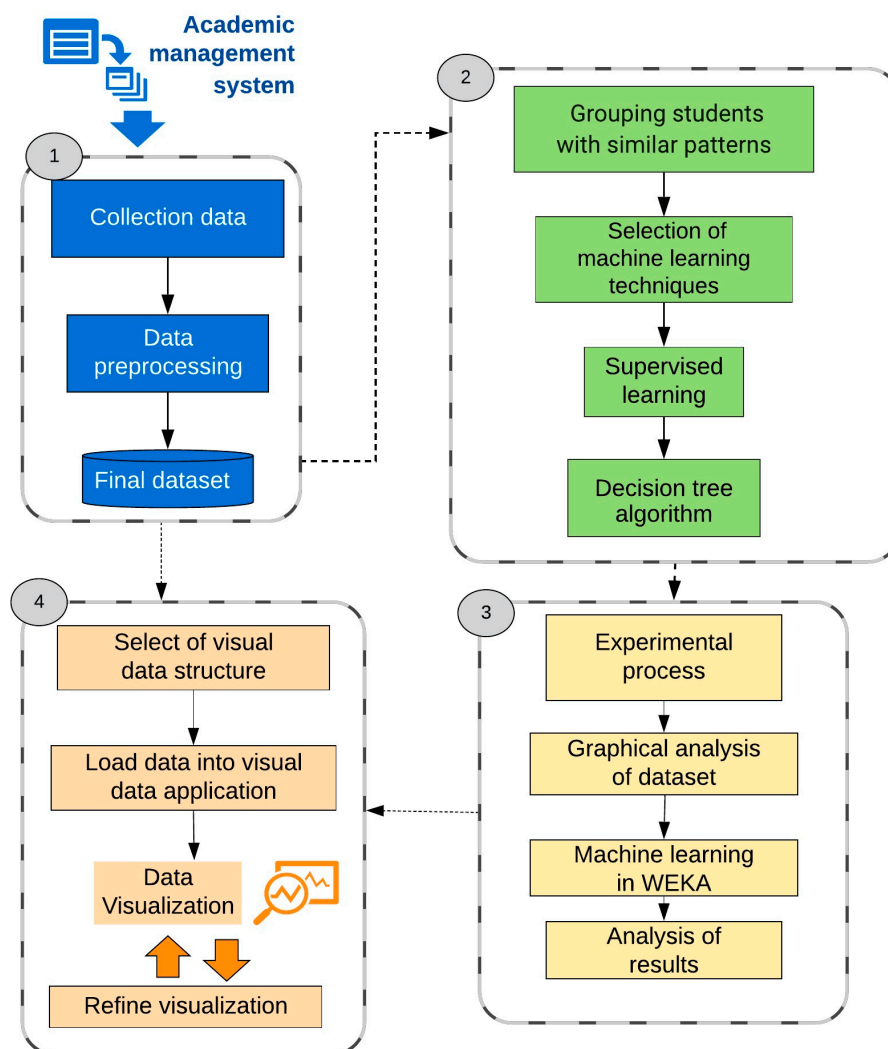 Academic
management
system
1
Collection data
Data
preprocessing
Final dataset
2
Grouping students
with similar patterns
Selection of
machine learning
techniques
Supervised
learning
Decision tree
algorithm
3
Experimental
process
Graphical analysis
of dataset
Machine learning
in WEKA
Analysis of
results
4
Select of visual
data structure
Load data into visual
data application
Data
Visualization
Refine visualization